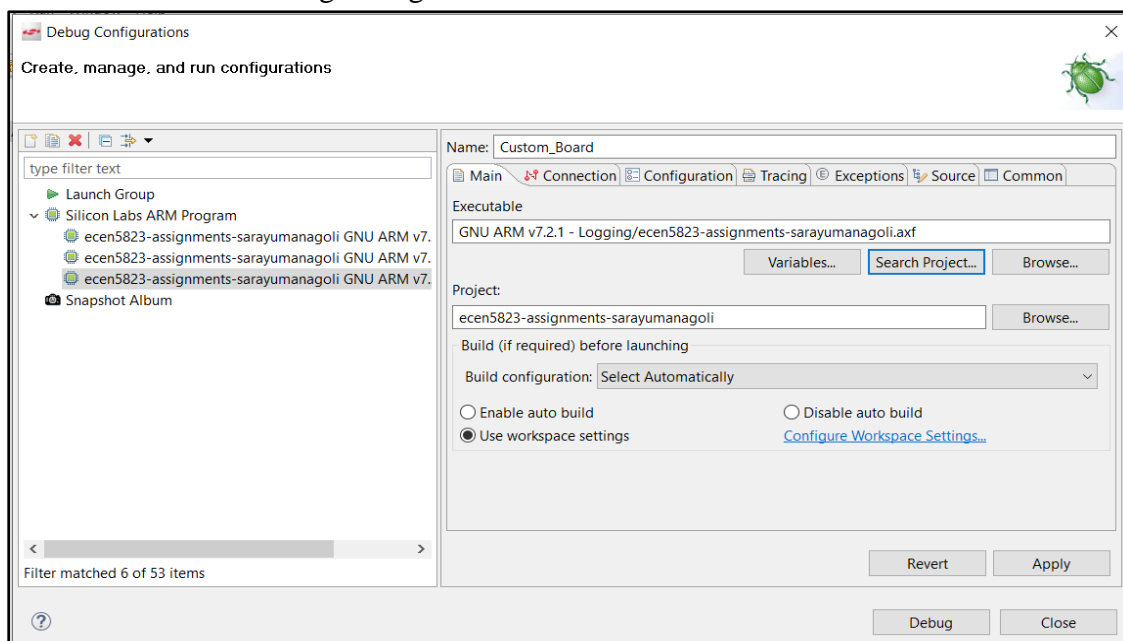 Debug Configurations
Create, manage, and run configurations
type filter text
Launch Group
Silicon Labs ARM Program
ecen5823-assignments-sarayumanagoli GNU ARM v7.
ecen5823-assignments-sarayumanagoli GNU ARM v7.
ecen5823-assignments-sarayumanagoli GNU ARM v7.
Snapshot Album
Filter matched 6 of 53 items
Name: Custom_Board
Main Connection Configuration Tracing Exceptions Source Common
Executable
GNU ARM v7.2.1 - Logging/ecen5823-assignments-sarayumanagoli.axf
Variables... Search Project... Browse...
Project:
ecen5823-assignments-sarayumanagoli Browse...
Build (if required) before launching
Build configuration: Select Automatically
Enable auto build Disable auto build
Use workspace settings Configure Workspace Settings...
Revert Apply
Debug Close